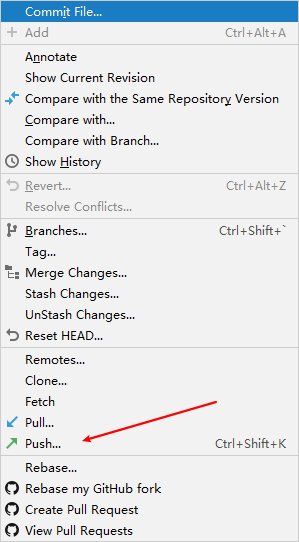 Commit File...
Add Ctrl+Alt+A
Annotate
Show Current Revision
Compare with the Same Repository Version
Compare with...
Compare with Branch...
Show History
Revert... Ctrl+Alt+Z
Resolve Conflicts...
Branches... Ctrl+Shift+`
Tag...
Merge Changes...
Stash Changes...
UnStash Changes...
Reset HEAD...
Remotes...
Clone...
Fetch
Pull...
Push... Ctrl+Shift+K
Rebase...
Rebase my GitHub fork
Create Pull Request
View Pull Requests